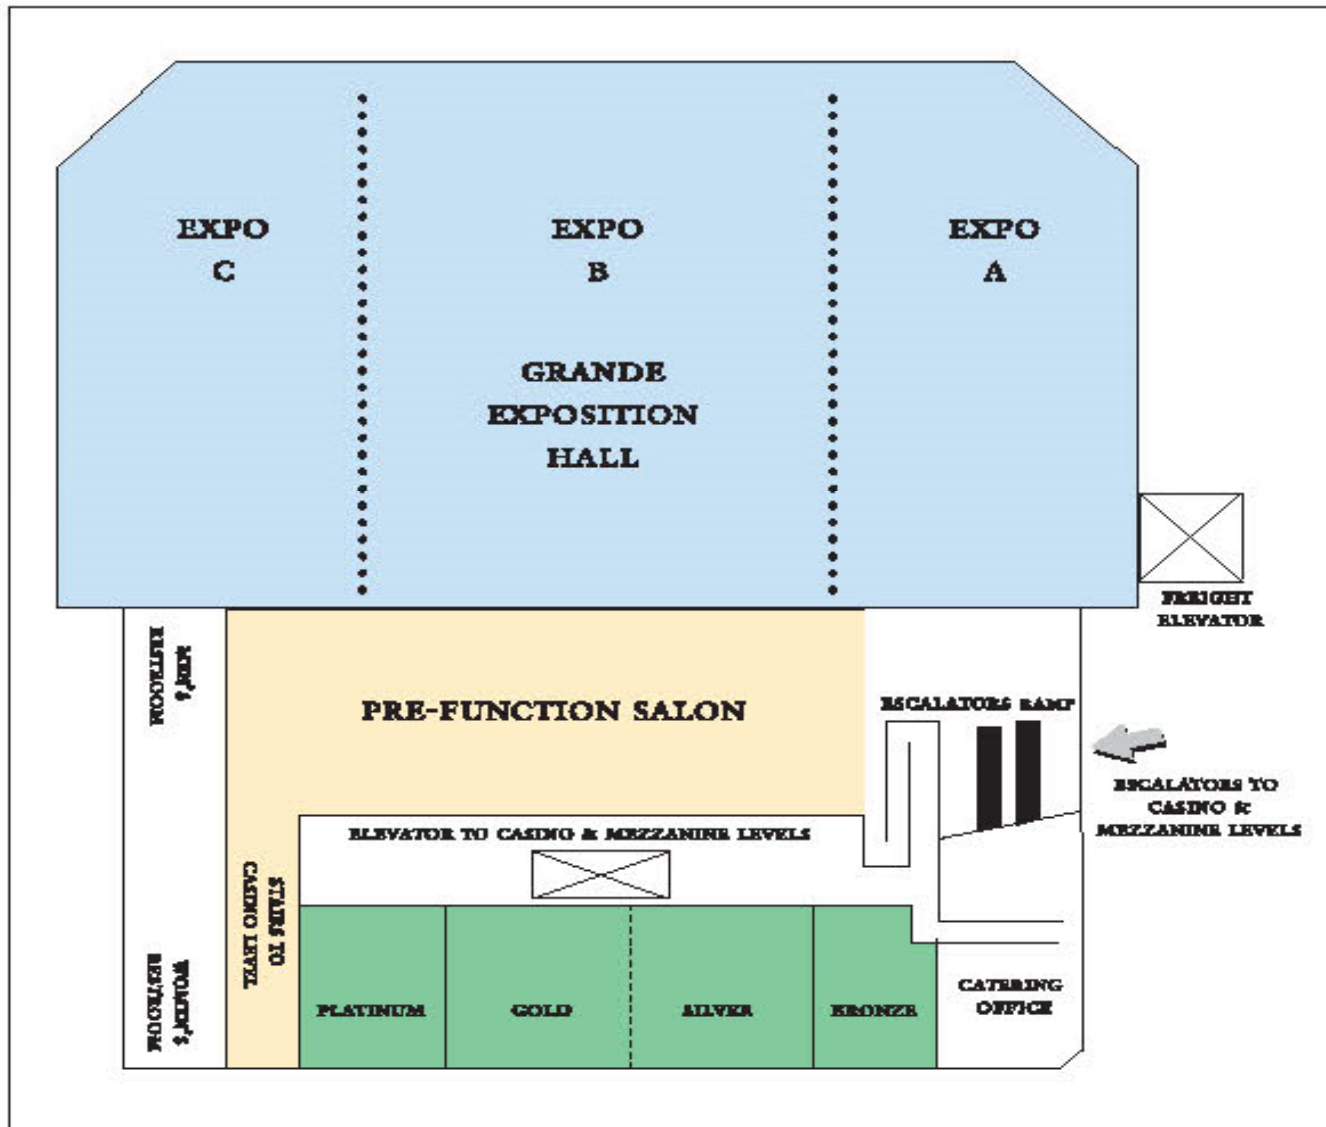 EXPO
C
EXPO
B
EXPO
A
GRANDE
EXPOSITION
HALL
FREIGHT
ELEVATOR
MEN'S
RESTROOM
PRE-FUNCTION SALON
ESCALATORS RAMP
ESCALATORS TO
CASINO &
MEZZANINE LEVELS
ELEVATOR TO CASINO & MEZZANINE LEVELS
STAIRS TO
CASINO LEVEL
WOMEN'S
RESTROOM
PLATINUM
GOLD
SILVER
BRONZE
CATERING
OFFICE